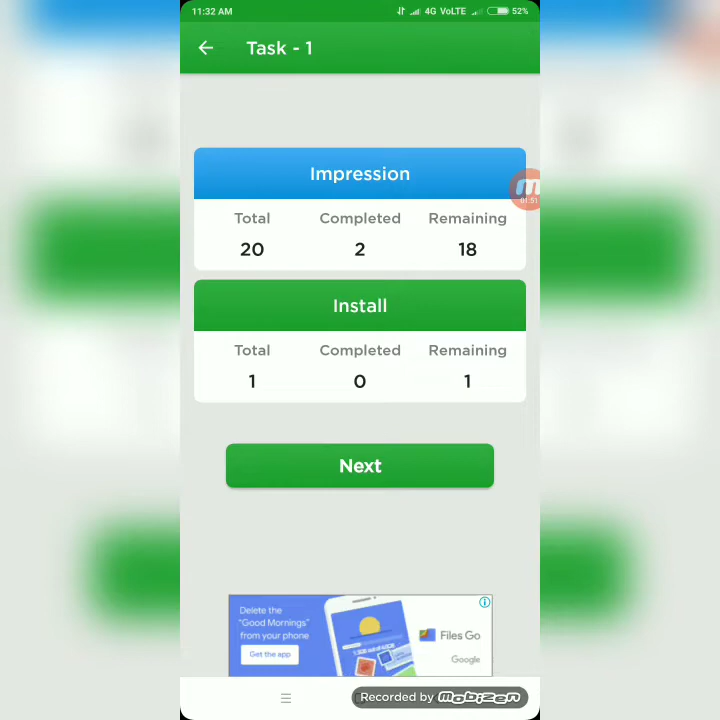 11:32 AM 4G VoLTE 52%
Task - 1
Impression
01:51
Total Completed Remaining
20 2 18
Install
Total Completed Remaining
1 0 1
Next
Delete the
"Good Mornings"
from your phone
Get the app
Files Go
Google
Recorded by mobizen